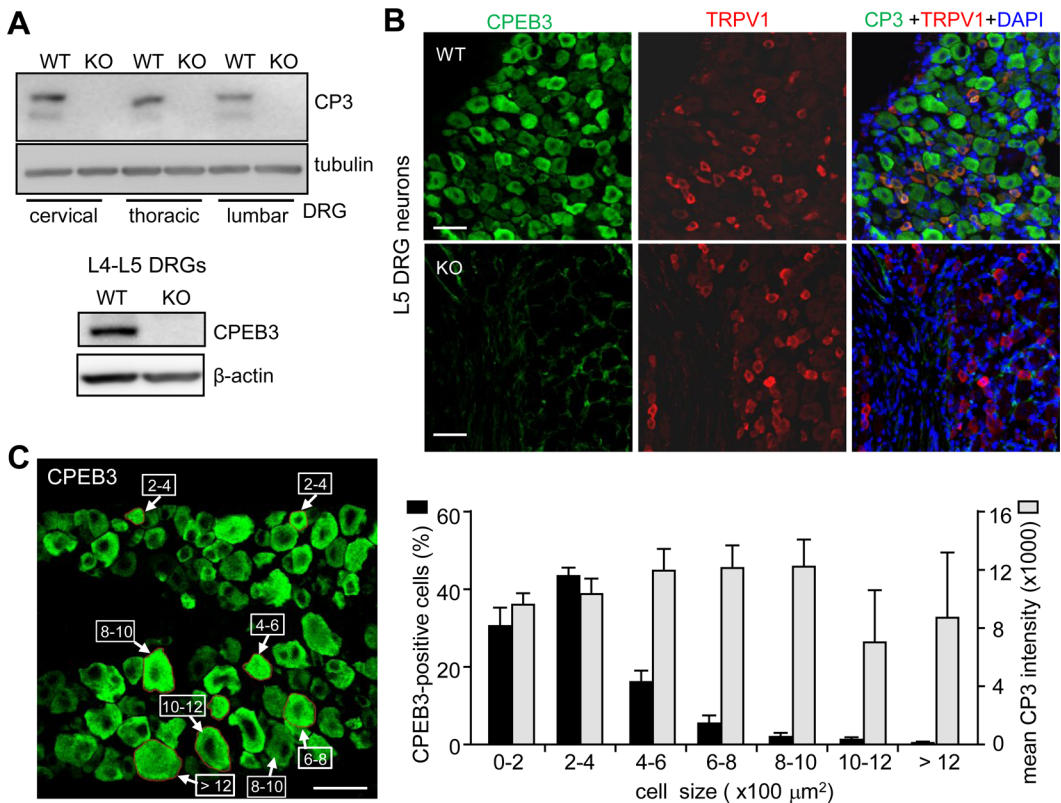 A
WT KO WT KO WT KO
CP3
tubulin
cervical thoracic lumbar DRG
L4-L5 DRGs
WT KO
CPEB3
β-actin
B
CPEB3 TRPV1 CP3 +TRPV1+DAPI
L5 DRG neurons
WT
KO
C
CPEB3
2-4
2-4
8-10
4-6
10-12
6-8
> 12
8-10
CPEB3-positive cells (%)
60
40
20
0
mean CP3 intensity (x1000)
16
12
8
4
0
0-2 2-4 4-6 6-8 8-10 10-12 > 12
cell size ( x100 μm²)